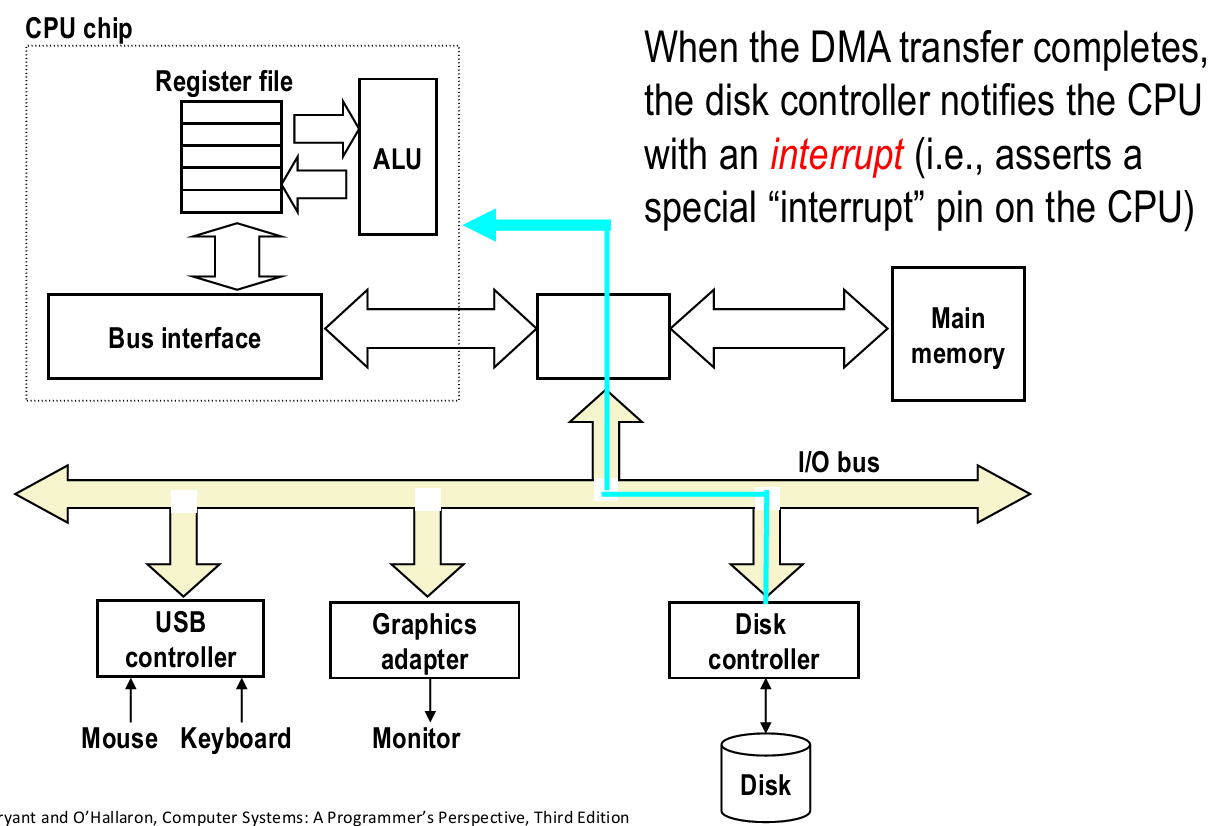 CPU chip
Register file
ALU
When the DMA transfer completes,
the disk controller notifies the CPU
with an interrupt (i.e., asserts a
special “interrupt” pin on the CPU)
Bus interface
Main
memory
I/O bus
USB
controller
Graphics
adapter
Disk
controller
Mouse
Keyboard
Monitor
Disk
ryant and O’Hallaron, Computer Systems: A Programmer’s Perspective, Third Edition